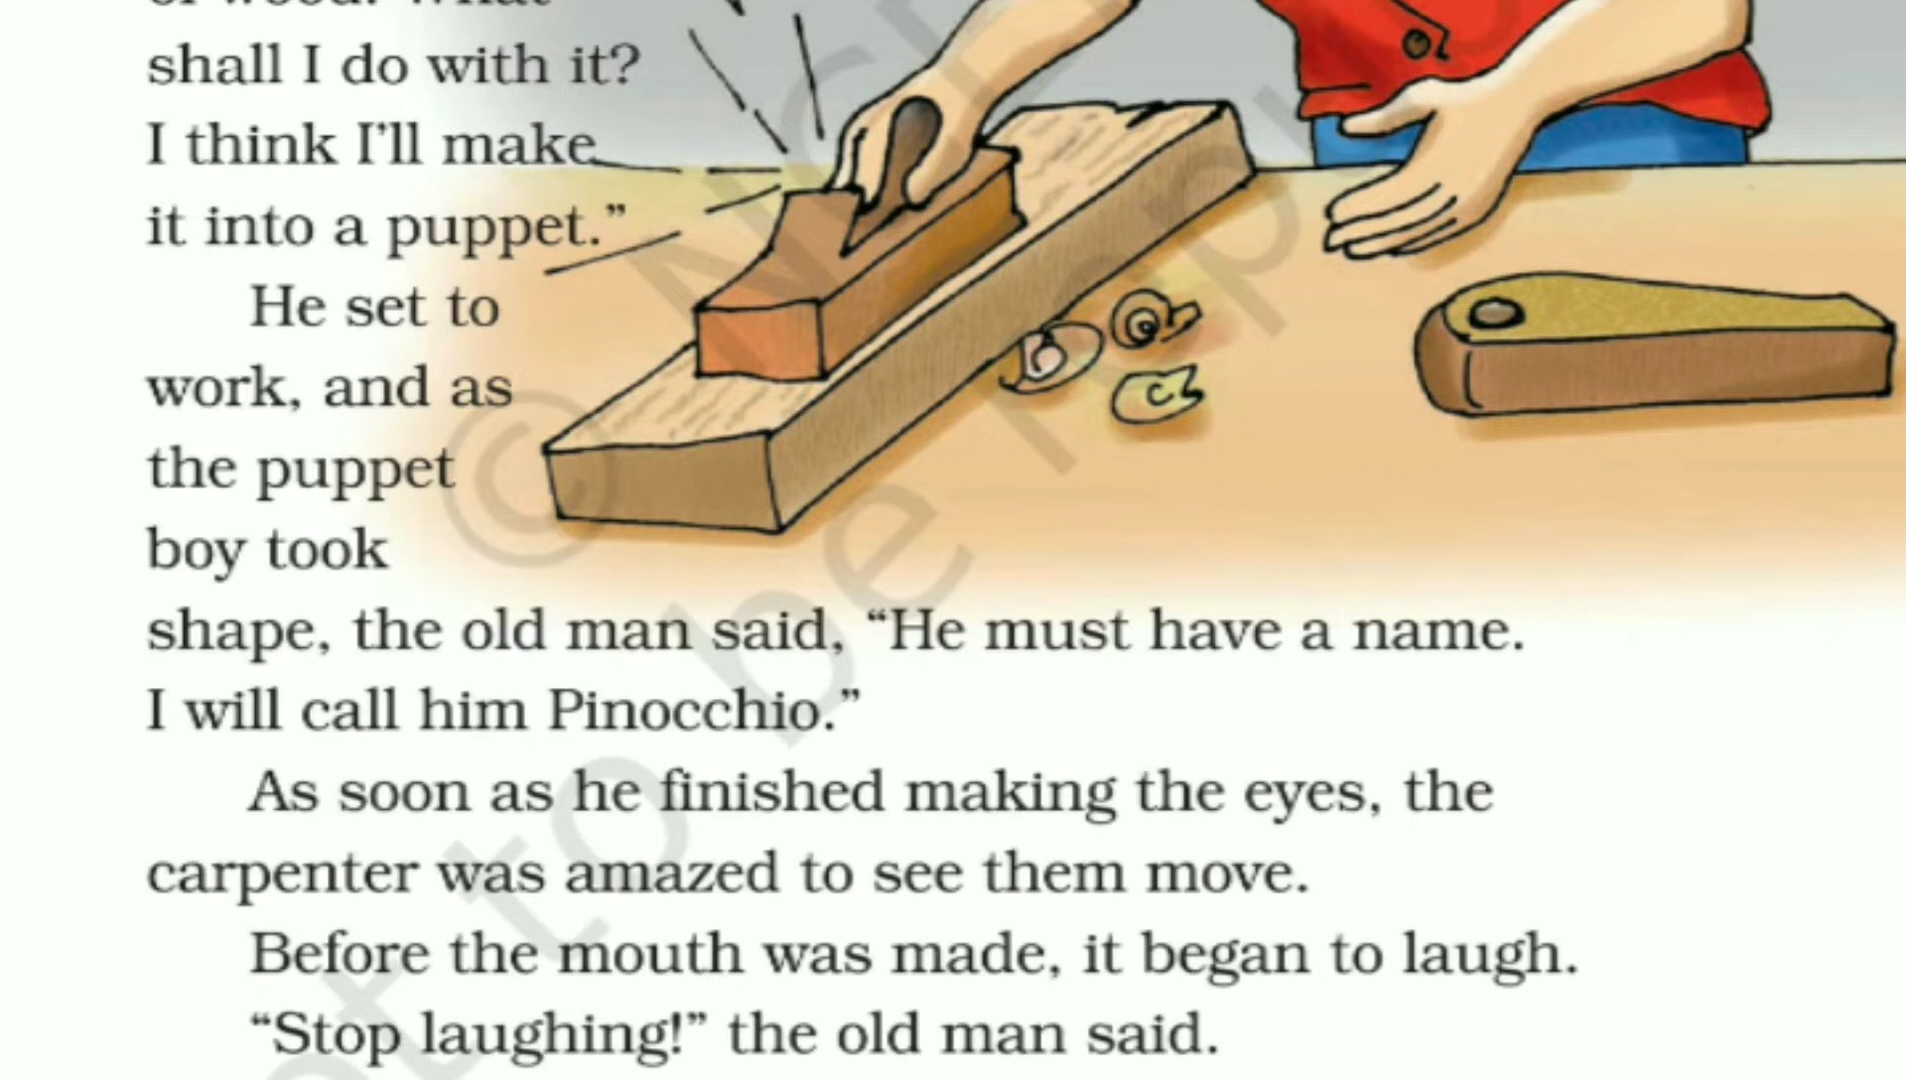 of wood. What
shall I do with it?
I think I’ll make
it into a puppet.”
He set to
work, and as
the puppet
boy took
shape, the old man said, “He must have a name.
I will call him Pinocchio.”
As soon as he finished making the eyes, the
carpenter was amazed to see them move.
Before the mouth was made, it began to laugh.
“Stop laughing!” the old man said.